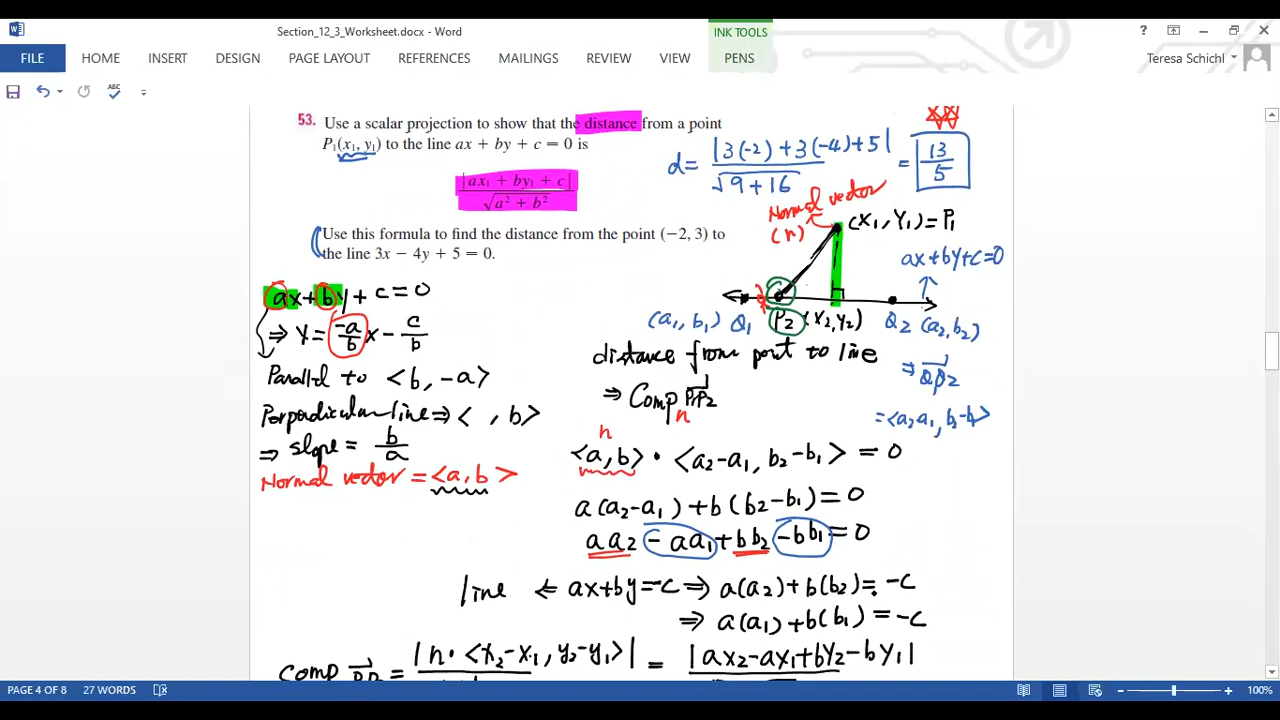 Section_12_3_Worksheet.docx - Word
INK TOOLS
FILE HOME INSERT DESIGN PAGE LAYOUT REFERENCES MAILINGS REVIEW VIEW PENS
Teresa Schichl
53. Use a scalar projection to show that the distance from a point
P₁(x₁, y₁) to the line ax + by + c = 0 is
|ax₁ + by₁ + c|
√a² + b²
Use this formula to find the distance from the point (−2, 3) to
the line 3x − 4y + 5 = 0.
d = |3(-2) + 3(-4) + 5| / √9 + 16 = 13/5
Normal vector
(n)
(x₁, y₁) = P₁
ax + by + c = 0
(a₁, b₁) Q₁ P₂ (x₂, y₂) Q₂ (a₂, b₂)
ax + by + c = 0
⇒ y = -a/b x - c/b
Parallel to <b, -a>
Perpendicular line ⇒ < , b>
⇒ slope = b/a
Normal vector = <a, b>
distance from point to line
⇒ Comp P₁P₂
n
n
<a, b> • <a₂-a₁, b₂-b₁> = 0
a(a₂-a₁) + b(b₂-b₁) = 0
aa₂ - aa₁ + bb₂ - bb₁ = 0
line ← ax + by = -c ⇒ a(a₂) + b(b₂) = -c
⇒ a(a₁) + b(b₁) = -c
Comp = |n • <x₂-x₁, y₂-y₁>| = |ax₂-ax₁+by₂-by₁|
PAGE 4 OF 8 27 WORDS 100%